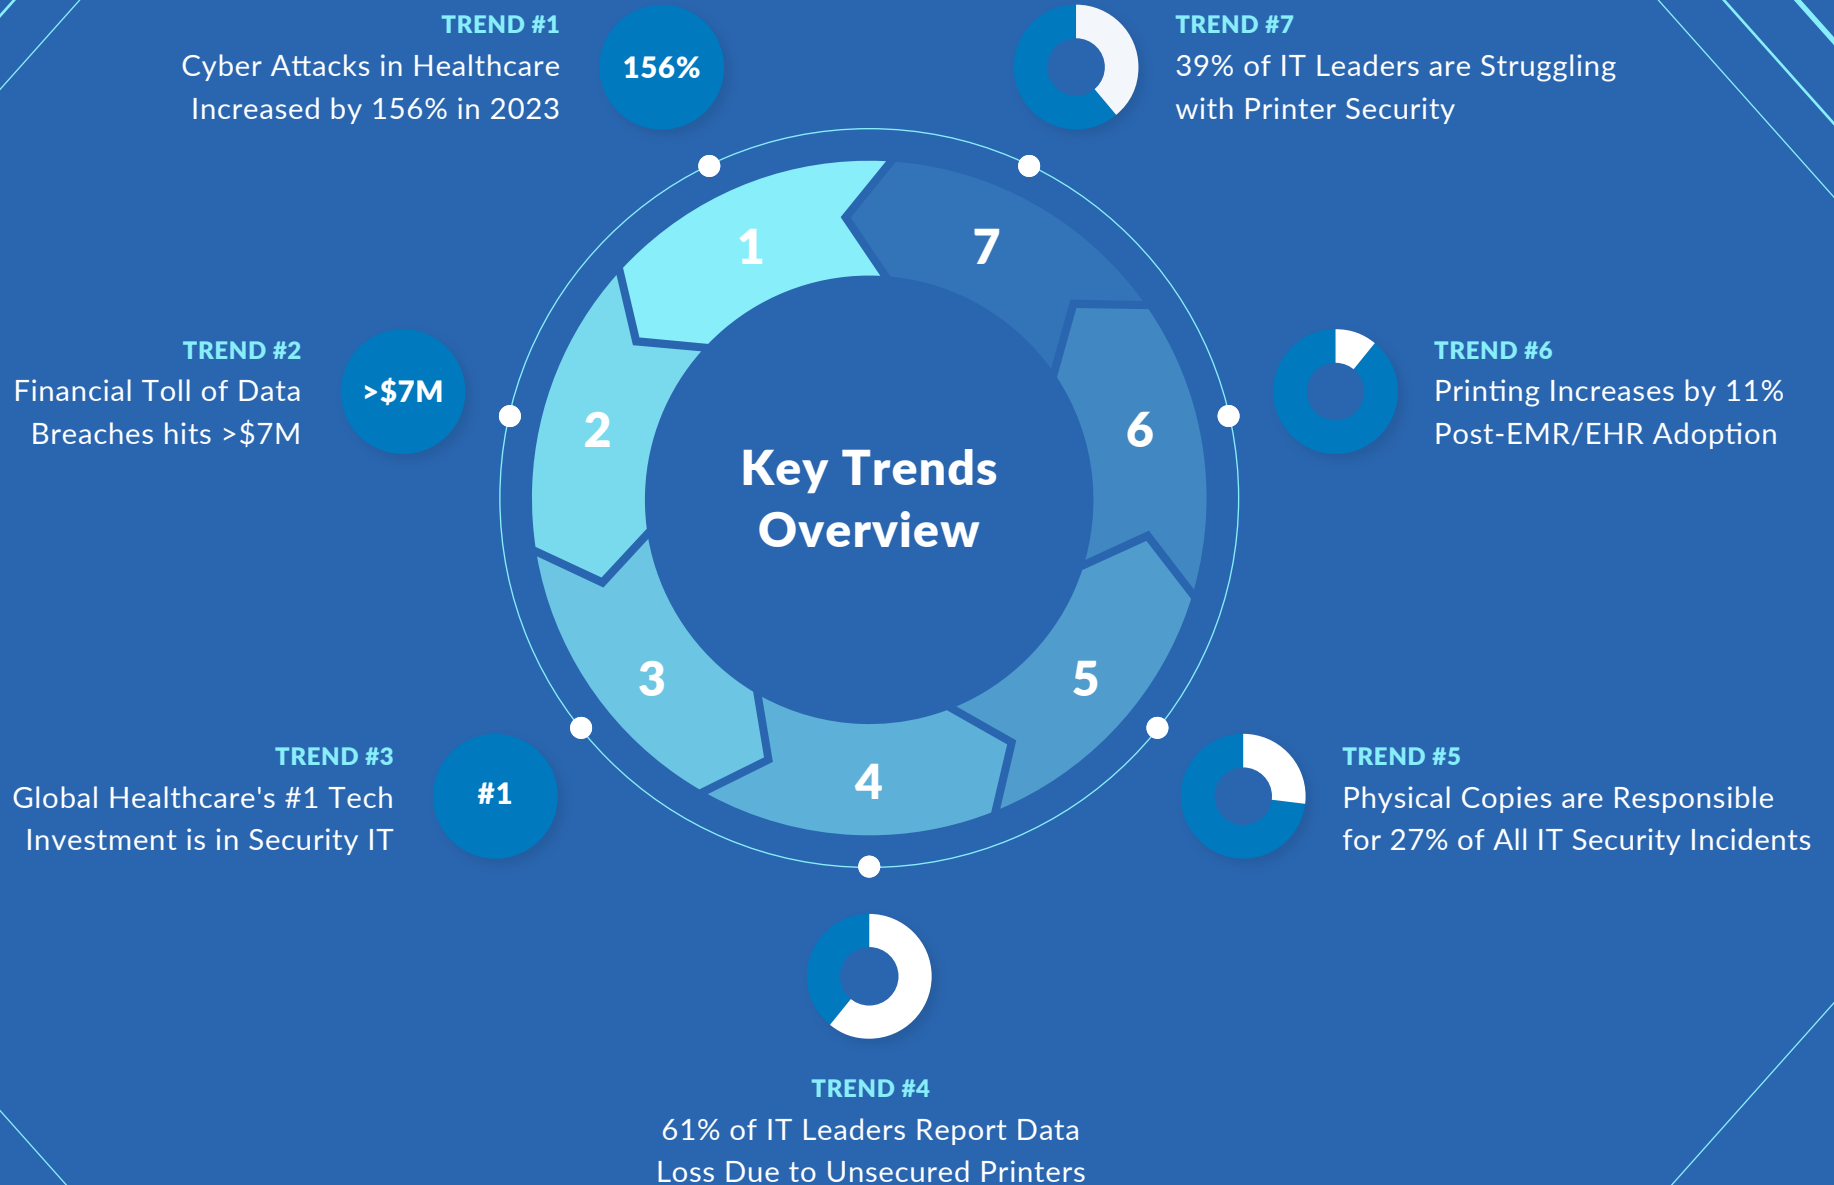 TREND #1
Cyber Attacks in Healthcare
Increased by 156% in 2023
156%
TREND #7
39% of IT Leaders are Struggling
with Printer Security
1
7
TREND #2
Financial Toll of Data
Breaches hits >$7M
>$7M
2
6
TREND #6
Printing Increases by 11%
Post-EMR/EHR Adoption
Key Trends
Overview
3
5
TREND #3
Global Healthcare's #1 Tech
Investment is in Security IT
#1
4
TREND #5
Physical Copies are Responsible
for 27% of All IT Security Incidents
TREND #4
61% of IT Leaders Report Data
Loss Due to Unsecured Printers